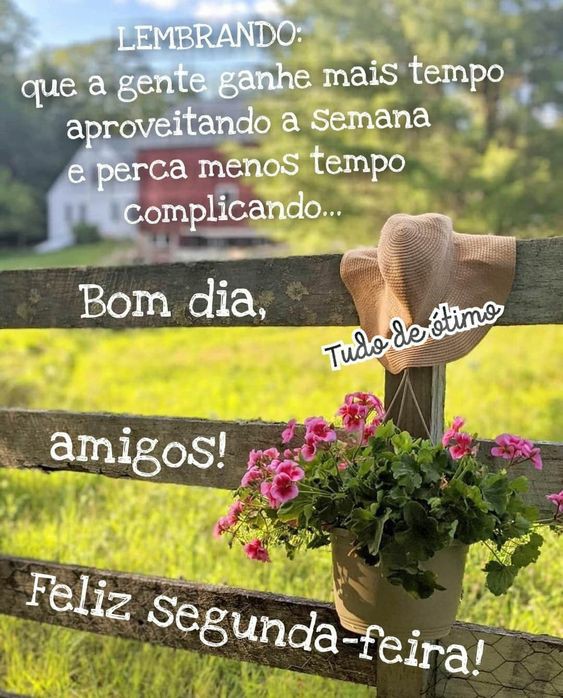 LEMBRANDO:
que a gente ganhe mais tempo
aproveitando a semana
e perca menos tempo
complicando...
Bom dia,
Tudo de ótimo
amigos!
Feliz segunda-feira!